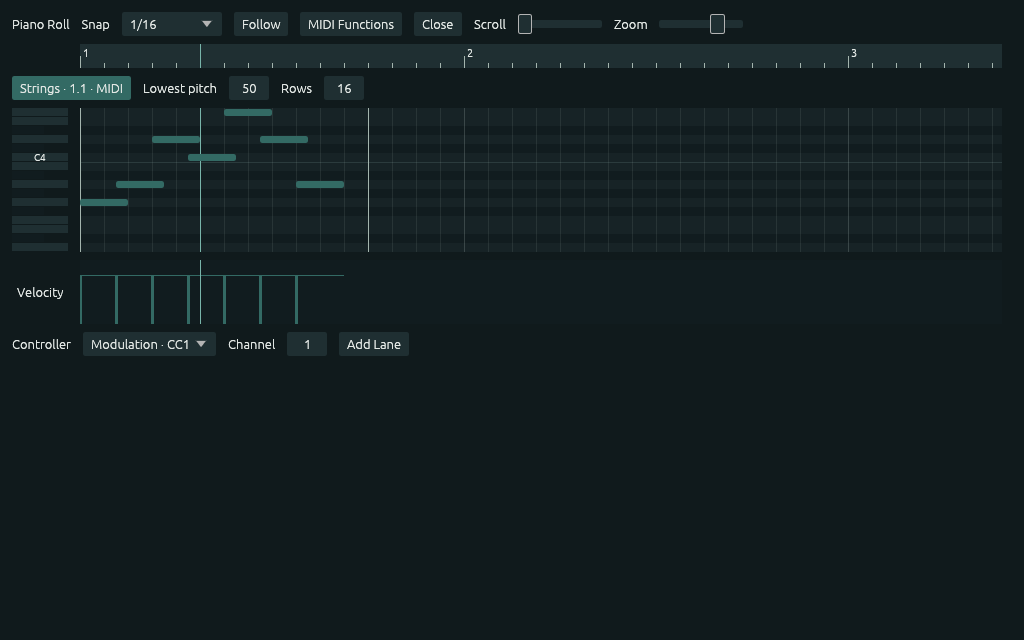 Piano Roll Snap 1/16 Follow MIDI Functions Close Scroll Zoom
1 2 3
Strings · 1.1 · MIDI Lowest pitch 50 Rows 16
C4
Velocity
Controller Modulation · CC1 Channel 1 Add Lane